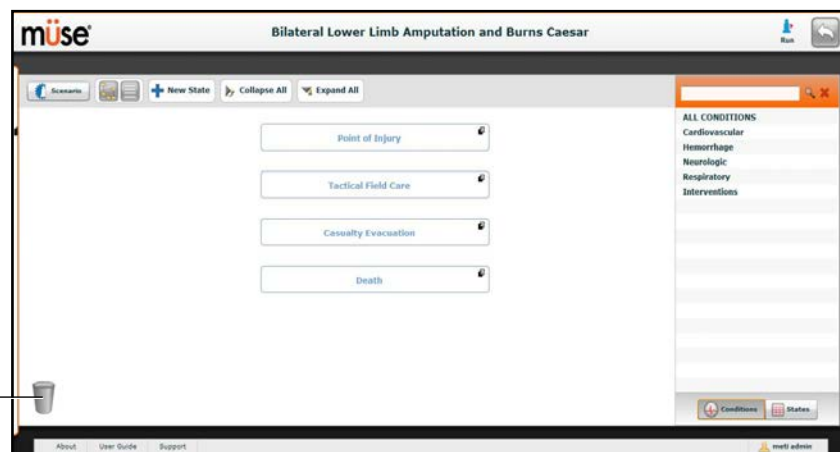 müse
Bilateral Lower Limb Amputation and Burns Caesar
Run
Scenario
New State
Collapse All
Expand All
Point of Injury
Tactical Field Care
Casualty Evacuation
Death
ALL CONDITIONS
Cardiovascular
Hemorrhage
Neurologic
Respiratory
Interventions
Conditions
States
About
User Guide
Support
meti admin